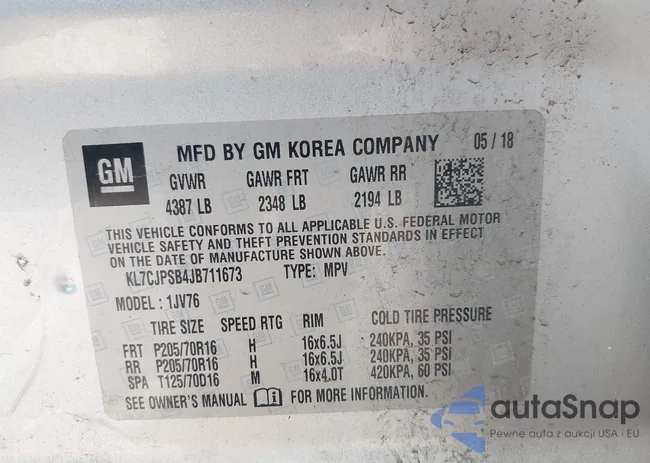 GM
MFD BY GM KOREA COMPANY 05 / 18
GVWR GAWR FRT GAWR RR
4387 LB 2348 LB 2194 LB
THIS VEHICLE CONFORMS TO ALL APPLICABLE U.S. FEDERAL MOTOR
VEHICLE SAFETY AND THEFT PREVENTION STANDARDS IN EFFECT
ON THE DATE OF MANUFACTURE SHOWN ABOVE.
KL7CJPSB4JB711673 TYPE: MPV
MODEL : 1JV76
TIRE SIZE SPEED RTG RIM COLD TIRE PRESSURE
FRT P205/70R16 H 16x6.5J 240KPA, 35 PSI
RR P205/70R16 H 16x6.5J 240KPA, 35 PSI
SPA T125/70D16 M 16x4.0T 420KPA, 60 PSI
SEE OWNER'S MANUAL i FOR MORE INFORMATION.
autoSnap
Pewne auta z aukcji USA i EU